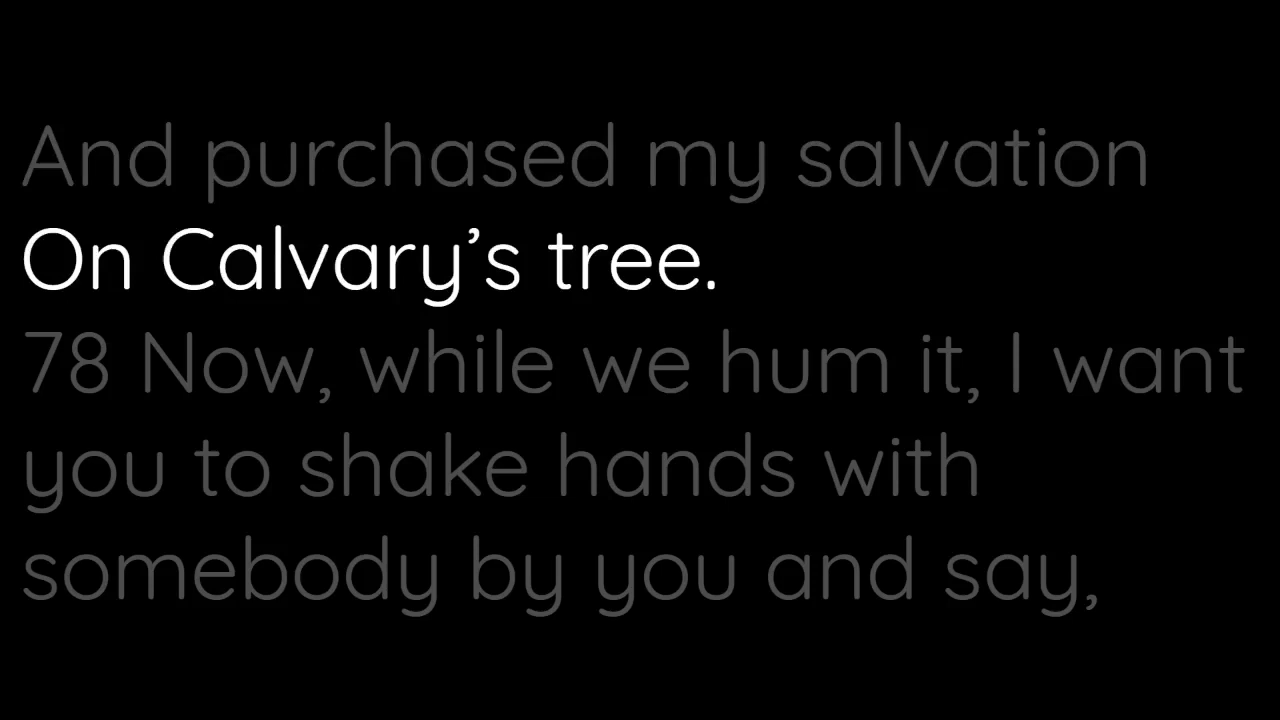 And purchased my salvation
On Calvary’s tree.
78 Now, while we hum it, I want
you to shake hands with
somebody by you and say,